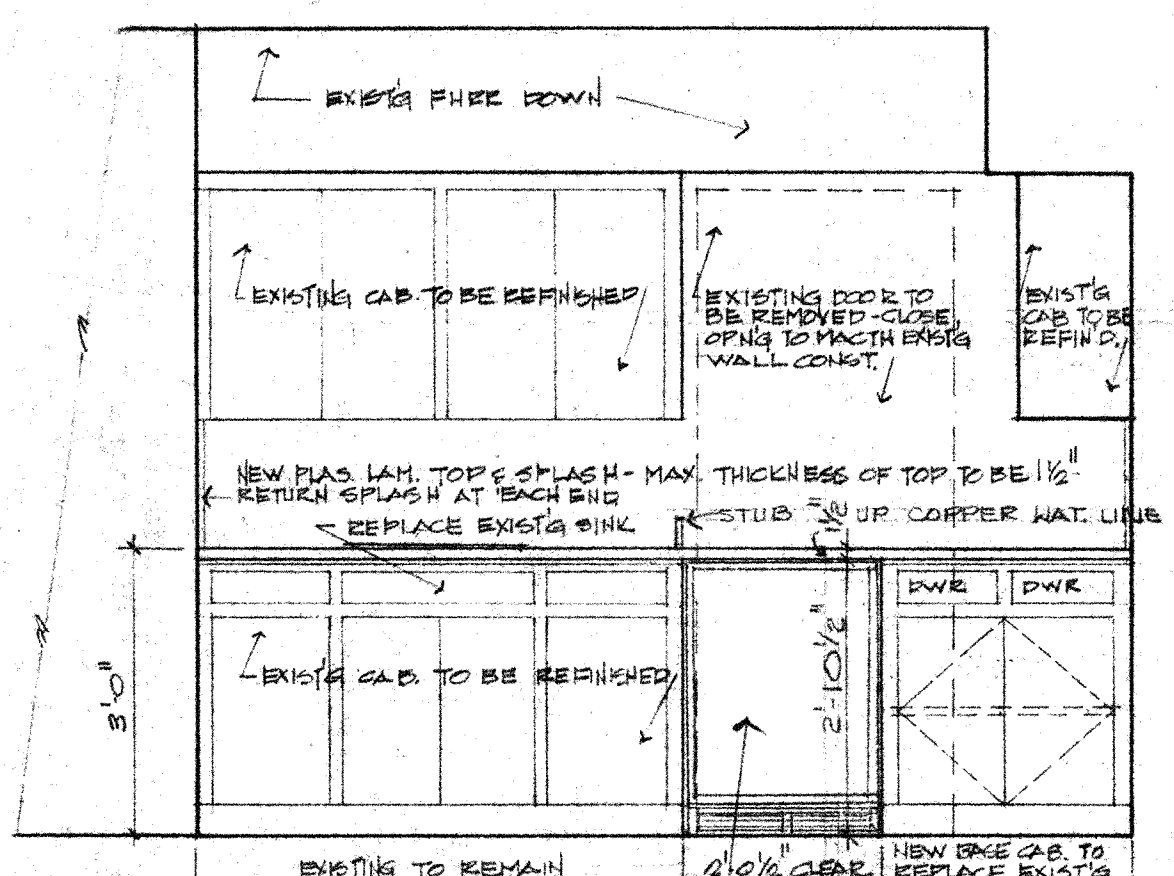 EXIST'G FURR DOWN
EXISTING CAB. TO BE REFINISHED
EXISTING DOOR TO
BE REMOVED - CLOSE
OPN'G TO MACTH EXIST'G
WALL CONST.
EXIST'G
CAB TO BE
REFIN'D.
NEW PLAS. LAM. TOP & SPLASH - MAX. THICKNESS OF TOP TO BE 1½"
RETURN SPLASH AT EACH END
REPLACE EXIST'G SINK
STUB UP COPPER WAT. LINE
1½"
DWR DWR
EXIST'G CAB. TO BE REFINISHED
2'-10½"
3'-0"
EXISTING TO REMAIN
2'-0½" CLEAR
NEW BASE CAB. TO
REPLACE EXIST'G